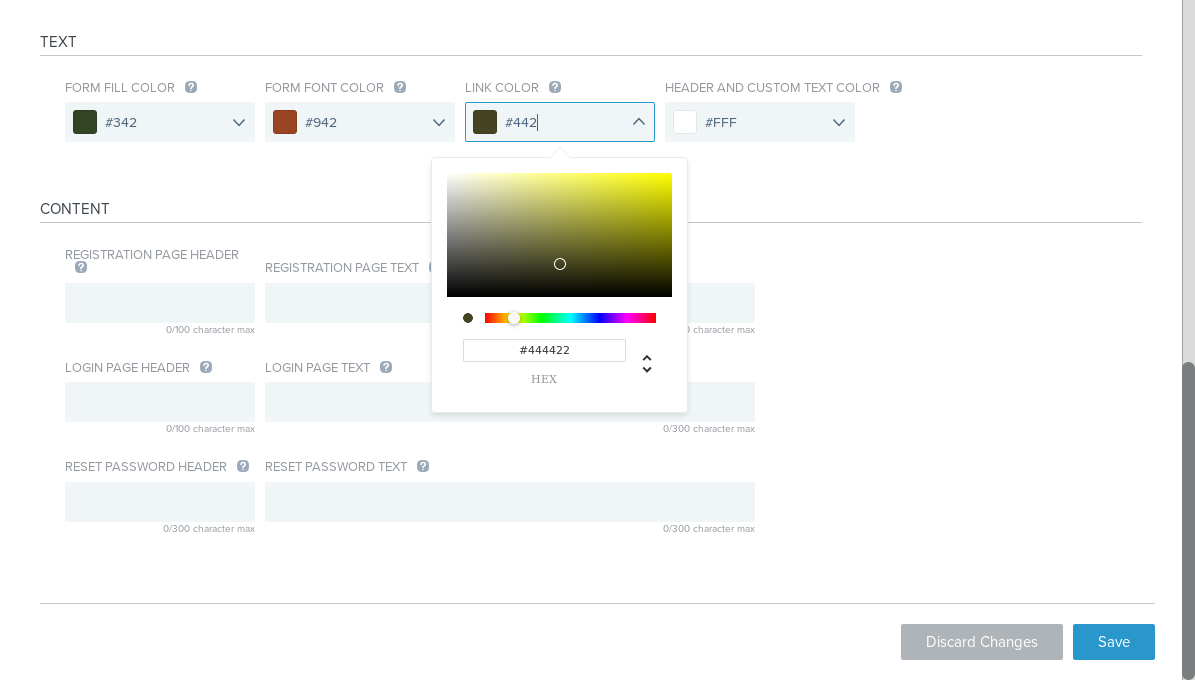 TEXT
FORM FILL COLOR ? FORM FONT COLOR ? LINK COLOR ? HEADER AND CUSTOM TEXT COLOR ?
#342 #942 #442 #FFF
CONTENT
REGISTRATION PAGE HEADER
? REGISTRATION PAGE TEXT
0/100 character max character max
#444422
HEX
LOGIN PAGE HEADER ? LOGIN PAGE TEXT ?
0/100 character max 0/300 character max
RESET PASSWORD HEADER ? RESET PASSWORD TEXT ?
0/300 character max 0/300 character max
Discard Changes Save